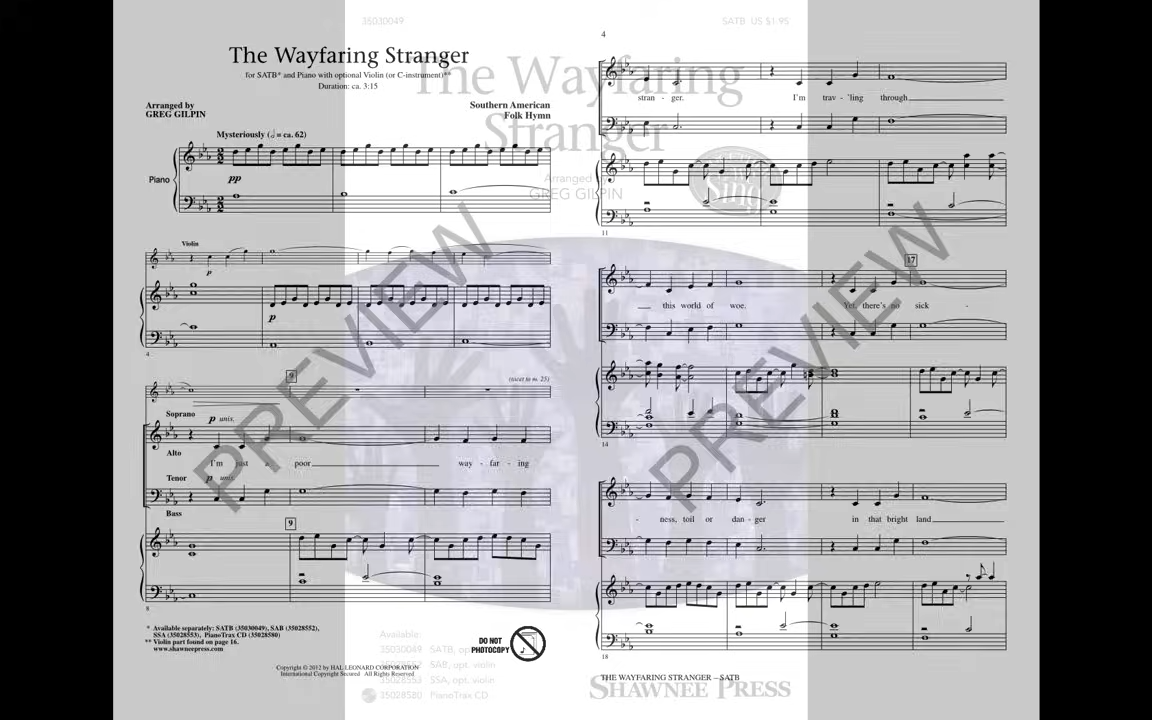 35030049
SATB US $1.95
The Wayfaring
Stranger
Arranged
GREG GILPIN
The Wayfaring Stranger
for SATB* and Piano with optional Violin (or C-instrument)**
Duration: ca. 3:15
Arranged by
GREG GILPIN
Southern American
Folk Hymn
Mysteriously (𝅗𝅥 = ca. 62)
Piano
pp
Violin
p
p
4
9
(tacet to m. 25)
Soprano
p unis.
Alto
I'm just a poor way - far - ing
Tenor
p unis.
Bass
9
8
* Available separately: SATB (35030049), SAB (35028552),
SSA (35028553), PianoTrax CD (35028580)
** Violin part found on page 16.
www.shawneepress.com
DO NOT
PHOTOCOPY
Copyright © 2012 by HAL LEONARD CORPORATION
International Copyright Secured All Rights Reserved
Available:
35030049 SATB, opt.
35028552 SAB, opt. violin
35028553 SSA, opt. violin
35028580 PianoTrax CD
PREVIEW
4
stran - ger. I'm trav - 'ling through
11
17
this world of woe. Yet, there's no sick -
14
- ness, toil or dan - ger in that bright land
18
THE WAYFARING STRANGER – SATB
SHAWNEE PRESS
PREVIEW